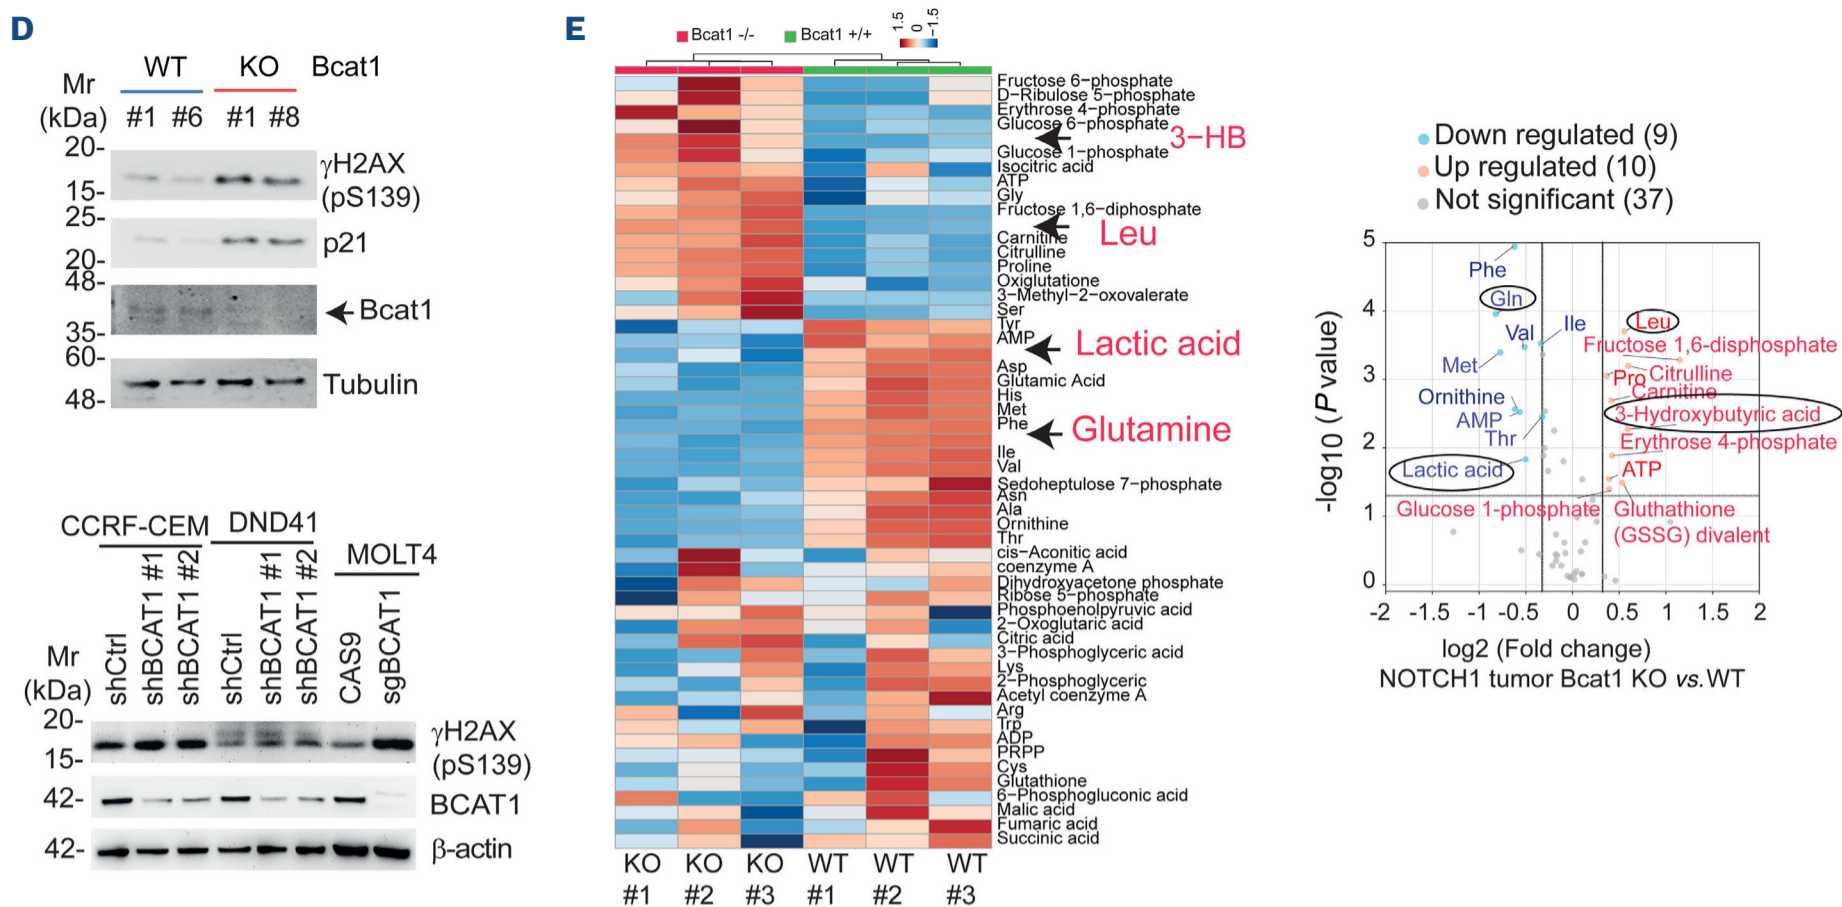 D
WT KO Bcat1
Mr
(kDa) #1 #6 #1 #8
20-
γH2AX
(pS139)
15-
25-
p21
20-
48-
Bcat1
35-
60-
Tubulin
48-
CCRF-CEM DND41 MOLT4
Mr
(kDa)
shCtrl
shBCAT1 #1
shBCAT1 #2
shCtrl
shBCAT1 #1
shBCAT1 #2
CAS9
sgBCAT1
20-
γH2AX
(pS139)
15-
42- BCAT1
42- β-actin
E
Bcat1 -/- Bcat1 +/+
1.5 0 −1.5
Fructose 6−phosphate
D−Ribulose 5−phosphate
Erythrose 4−phosphate
Glucose 6−phosphate
3−HB
Glucose 1−phosphate
Isocitric acid
ATP
Gly
Fructose 1,6−diphosphate
Leu
Carnitine
Citrulline
Proline
Oxiglutatione
3−Methyl−2−oxovalerate
Ser
Tyr
AMP
Lactic acid
Asp
Glutamic Acid
His
Met
Phe
Glutamine
Ile
Val
Sedoheptulose 7−phosphate
Asn
Ala
Ornithine
Thr
cis−Aconitic acid
coenzyme A
Dihydroxyacetone phosphate
Ribose 5−phosphate
Phosphoenolpyruvic acid
2−Oxoglutaric acid
Citric acid
3−Phosphoglyceric acid
Lys
2−Phosphoglyceric
Acetyl coenzyme A
Arg
Trp
ADP
PRPP
Cys
Glutathione
6−Phosphogluconic acid
Malic acid
Fumaric acid
Succinic acid
KO KO KO WT WT WT
#1 #2 #3 #1 #2 #3
Down regulated (9)
Up regulated (10)
Not significant (37)
-log10 (P value)
5
4
3
2
1
0
Phe
Gln
Val
Ile
Met
Ornithine
AMP
Thr
Lactic acid
Leu
Fructose 1,6-disphosphate
Pro
Citrulline
Carnitine
3-Hydroxybutyric acid
Erythrose 4-phosphate
ATP
Glucose 1-phosphate
Gluthathione
(GSSG) divalent
-2 -1.5 -1 -0.5 0 0.5 1 1.5 2
log2 (Fold change)
NOTCH1 tumor Bcat1 KO vs.WT